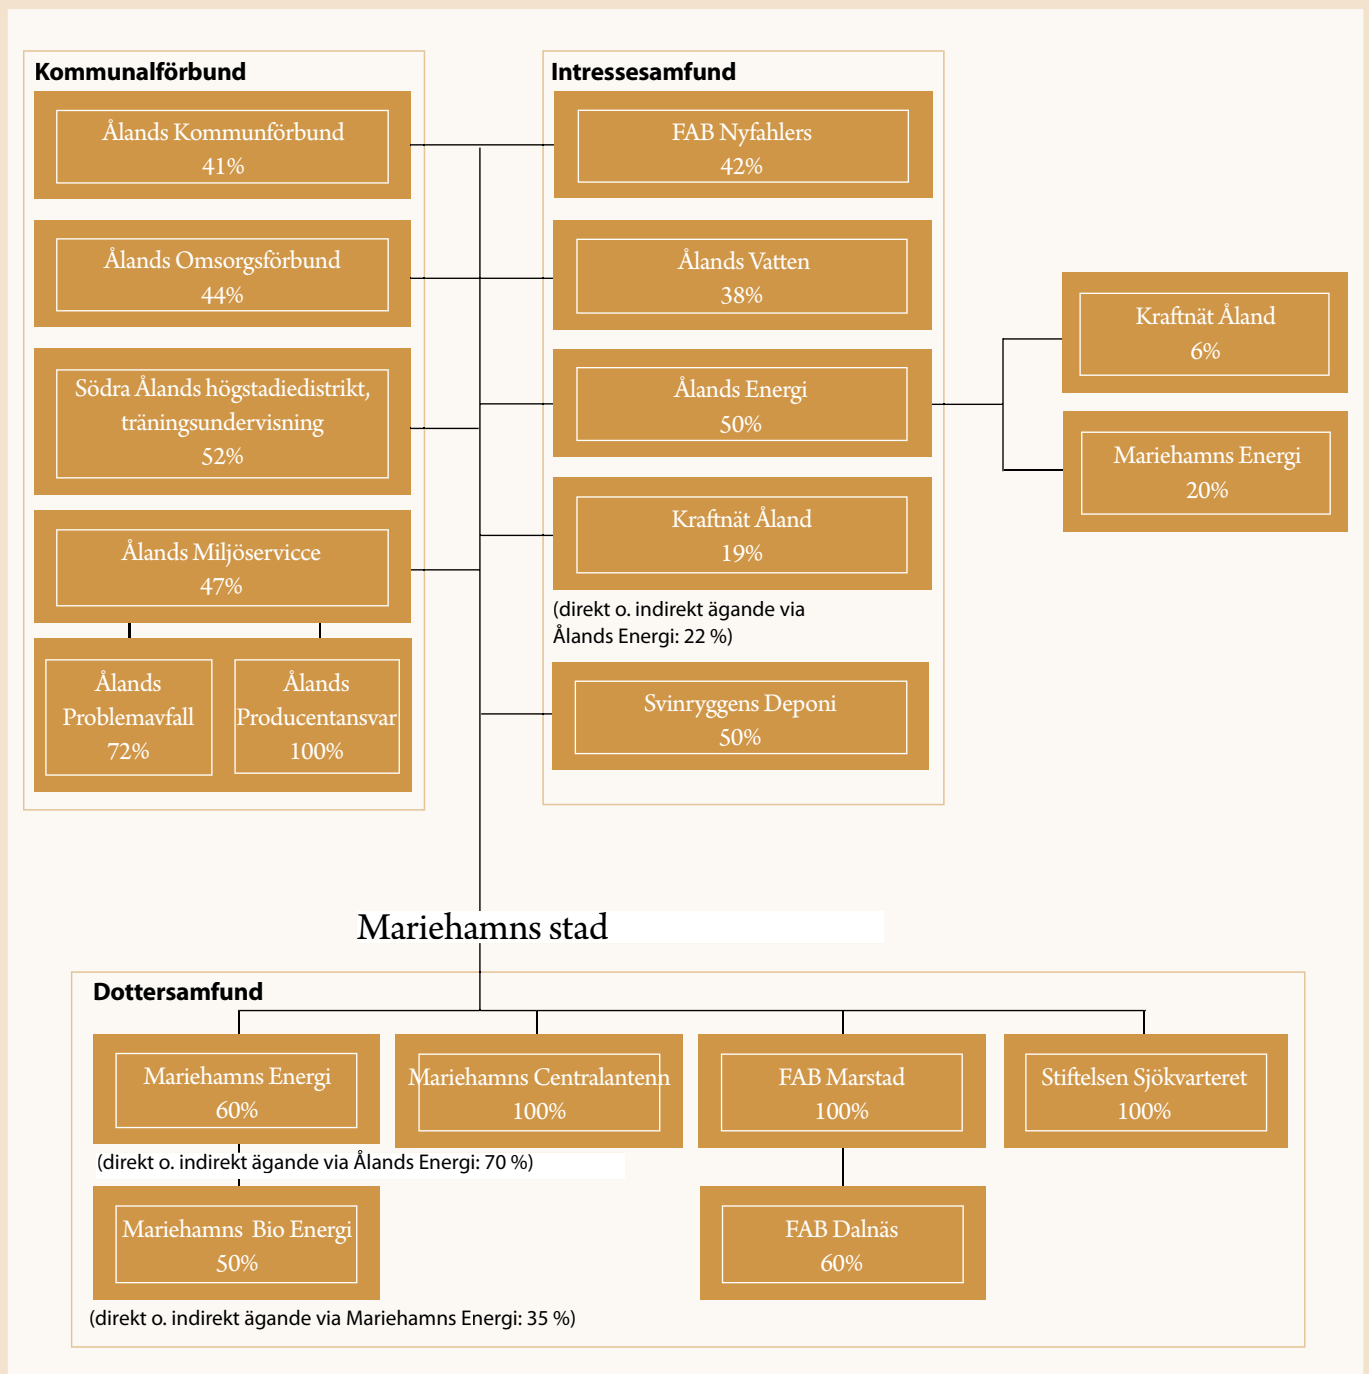 Kommunalförbund
Ålands Kommunförbund
41%
Ålands Omsorgsförbund
44%
Södra Ålands högstadiedistrikt,
träningsundervisning
52%
Ålands Miljöservicce
47%
Ålands
Problemavfall
72%
Ålands
Producentansvar
100%
Intressesamfund
FAB Nyfahlers
42%
Ålands Vatten
38%
Ålands Energi
50%
Kraftnät Åland
19%
(direkt o. indirekt ägande via
Ålands Energi: 22 %)
Svinryggens Deponi
50%
Kraftnät Åland
6%
Mariehamns Energi
20%
Mariehamns stad
Dottersamfund
Mariehamns Energi
60%
(direkt o. indirekt ägande via Ålands Energi: 70 %)
Mariehamns Bio Energi
50%
(direkt o. indirekt ägande via Mariehamns Energi: 35 %)
Mariehamns Centralantenn
100%
FAB Marstad
100%
FAB Dalnäs
60%
Stiftelsen Sjökvarteret
100%